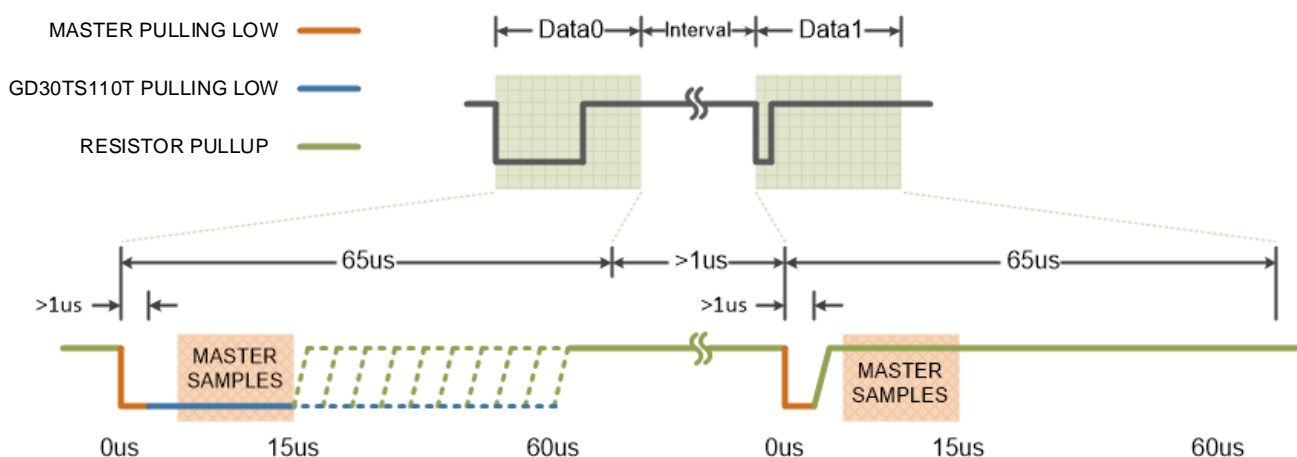 MASTER PULLING LOW
GD30TS110T PULLING LOW
RESISTOR PULLUP
Data0
Interval
Data1
65us
>1us
65us
>1us
>1us
MASTER
SAMPLES
MASTER
SAMPLES
0us
15us
60us
0us
15us
60us